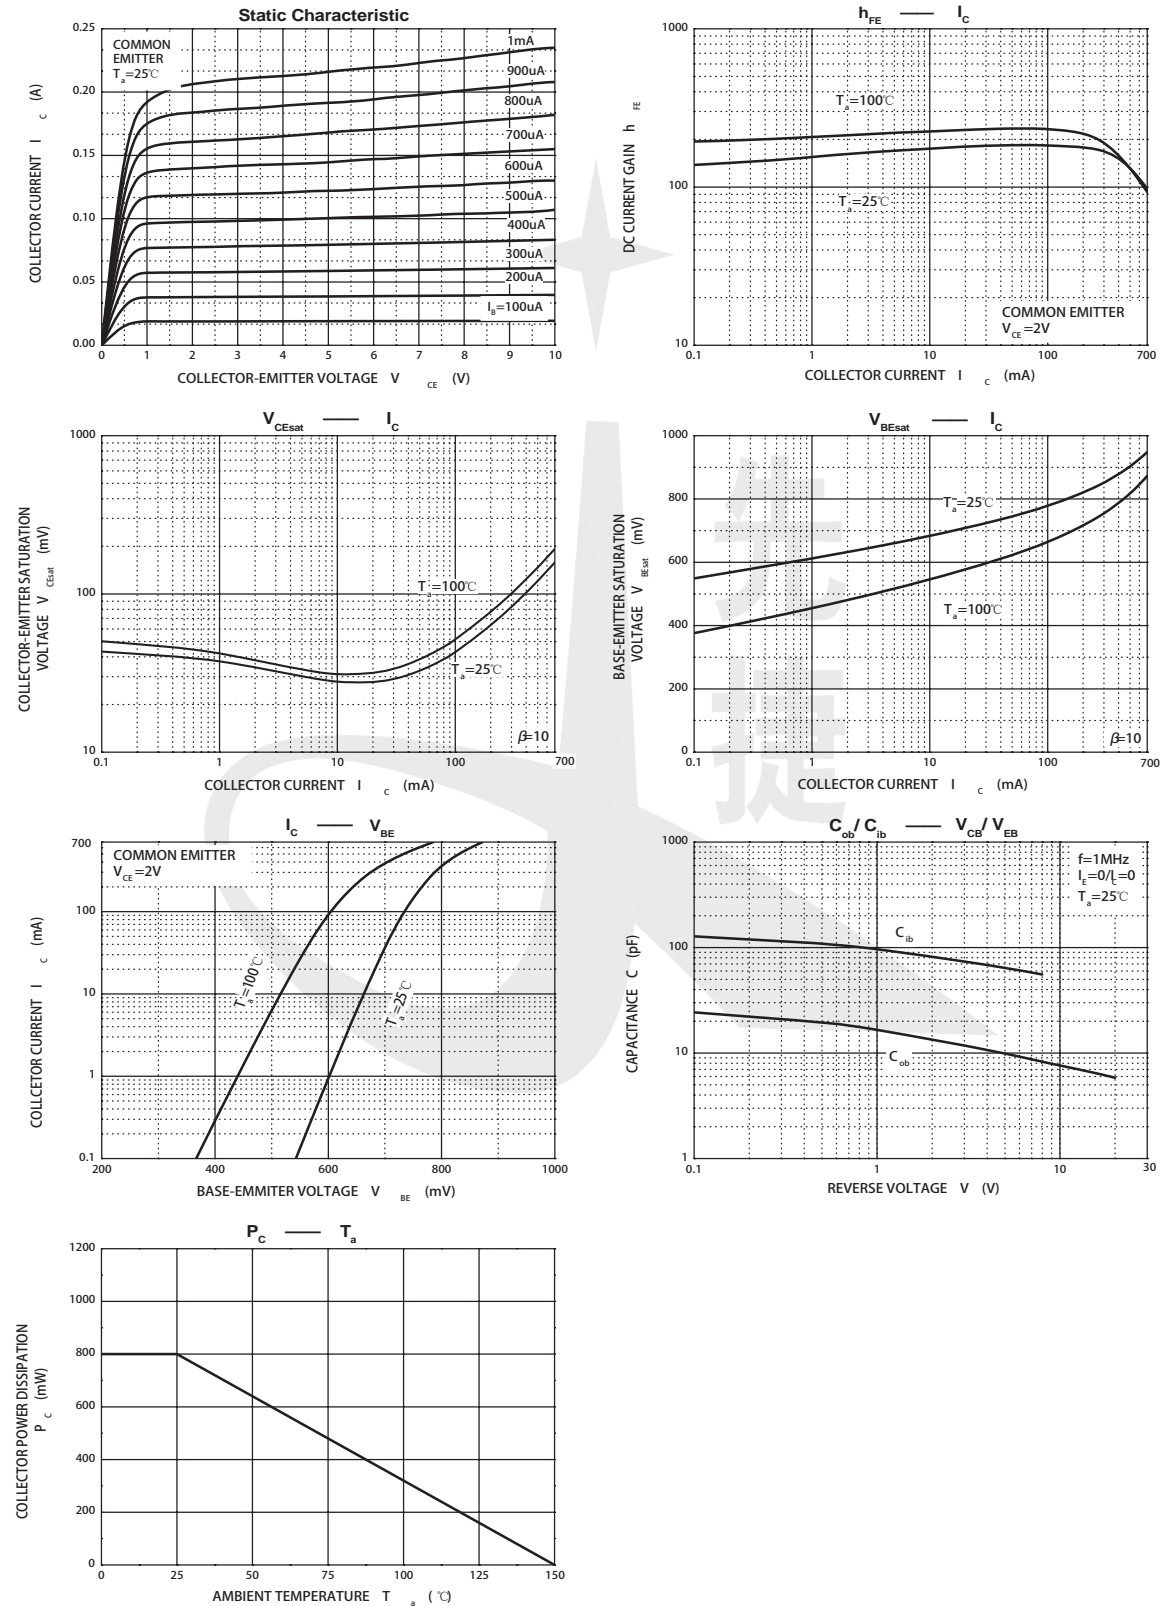 Static Characteristic
COMMON
EMITTER
Ta=25℃
1mA
900uA
800uA
700uA
600uA
500uA
400uA
300uA
200uA
IB=100uA
0.25
0.20
0.15
0.10
0.05
0.00
0 1 2 3 4 5 6 7 8 9 10
COLLECTOR CURRENT Ic (A)
COLLECTOR-EMITTER VOLTAGE VCE (V)
hFE —— IC
1000
100
10
Ta=100℃
Ta=25℃
COMMON EMITTER
VCE=2V
0.1 1 10 100 700
DC CURRENT GAIN hFE
COLLECTOR CURRENT Ic (mA)
VCEsat —— IC
1000
100
10
Ta=100℃
Ta=25℃
β=10
0.1 1 10 100 700
COLLECTOR-EMITTER SATURATION
VOLTAGE VCEsat (mV)
COLLECTOR CURRENT Ic (mA)
VBEsat —— IC
1000
800
600
400
200
0
Ta=25℃
Ta=100℃
β=10
0.1 1 10 100 700
BASE-EMITTER SATURATION
VOLTAGE VBEsat (mV)
COLLECTOR CURRENT Ic (mA)
先
捷
IC —— VBE
COMMON EMITTER
VCE=2V
700
100
10
1
0.1
Ta=100℃
Ta=25℃
200 400 600 800 1000
COLLCETOR CURRENT Ic (mA)
BASE-EMMITER VOLTAGE VBE (mV)
Cob/ Cib —— VCB/ VEB
1000
100
10
1
f=1MHz
IE=0/IC=0
Ta=25℃
Cib
Cob
0.1 1 10 30
CAPACITANCE C (pF)
REVERSE VOLTAGE V (V)
PC —— Ta
1200
1000
800
600
400
200
0
0 25 50 75 100 125 150
COLLECTOR POWER DISSIPATION
Pc (mW)
AMBIENT TEMPERATURE Ta (℃)